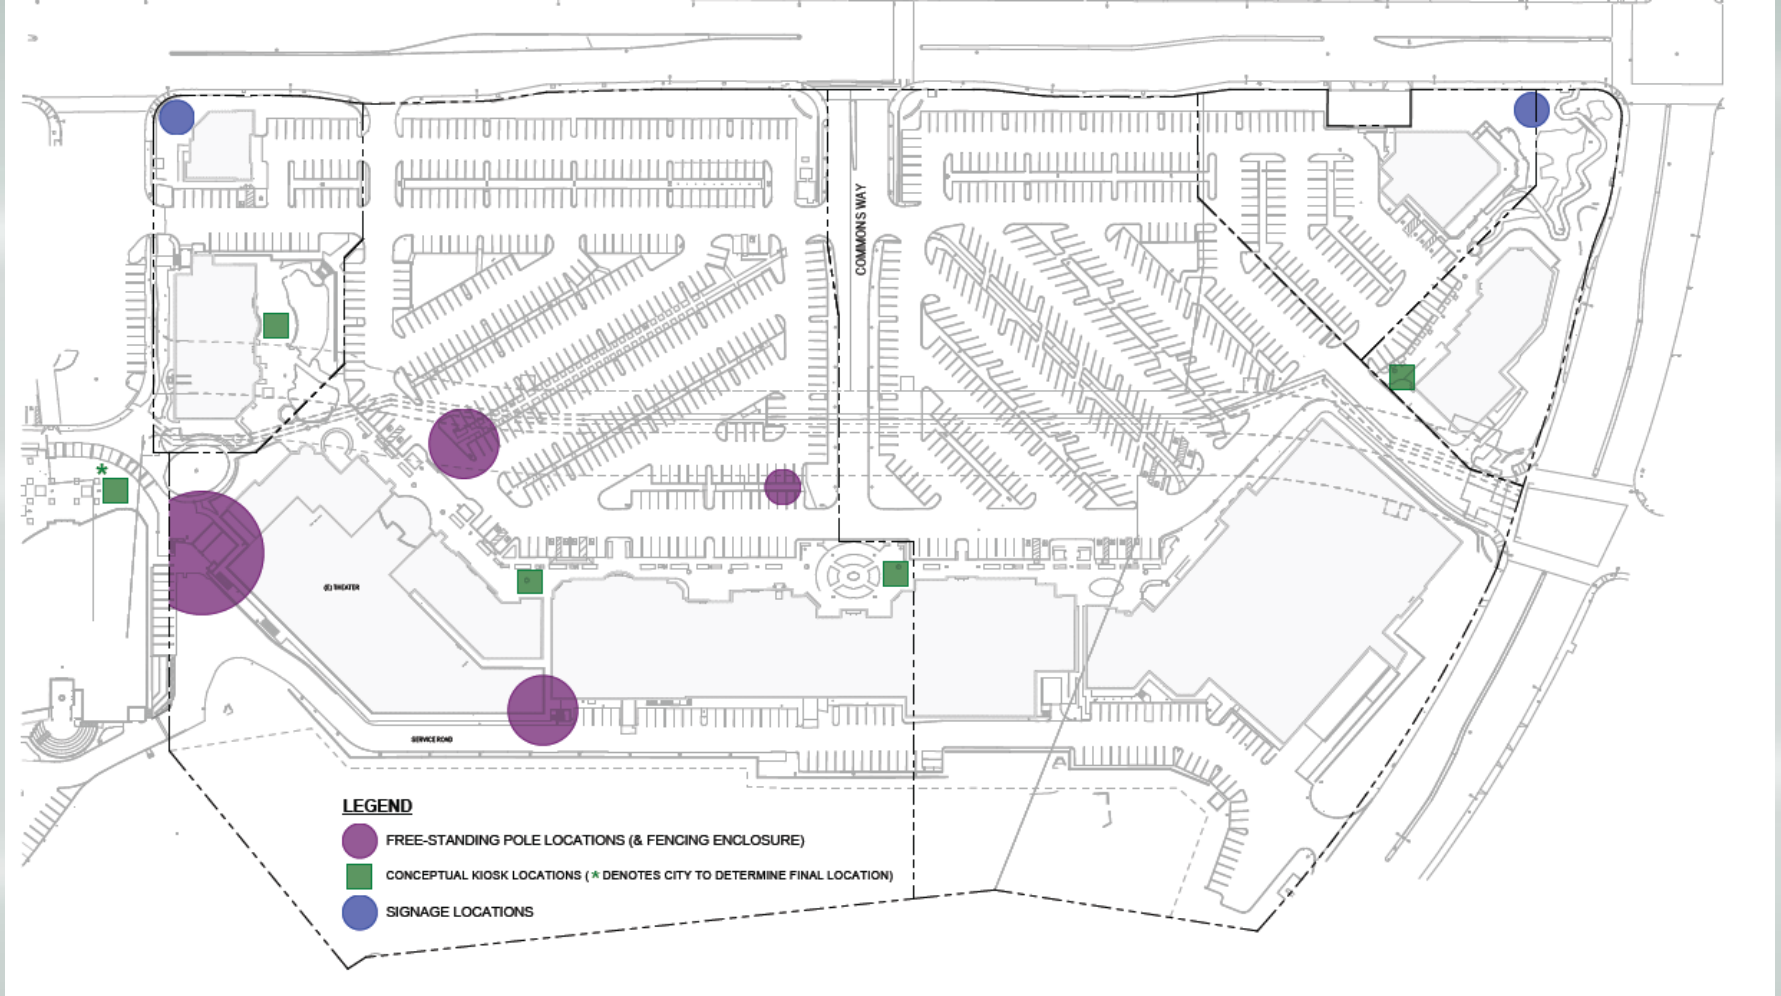 COMMONS WAY
*
(E) THEATER
SERVICE ROAD
LEGEND
FREE-STANDING POLE LOCATIONS (& FENCING ENCLOSURE)
CONCEPTUAL KIOSK LOCATIONS ( * DENOTES CITY TO DETERMINE FINAL LOCATION)
SIGNAGE LOCATIONS